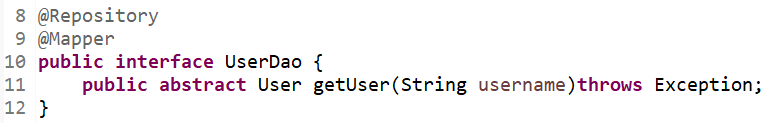 8 @Repository
9 @Mapper
10 public interface UserDao {
11     public abstract User getUser(String username)throws Exception;
12 }